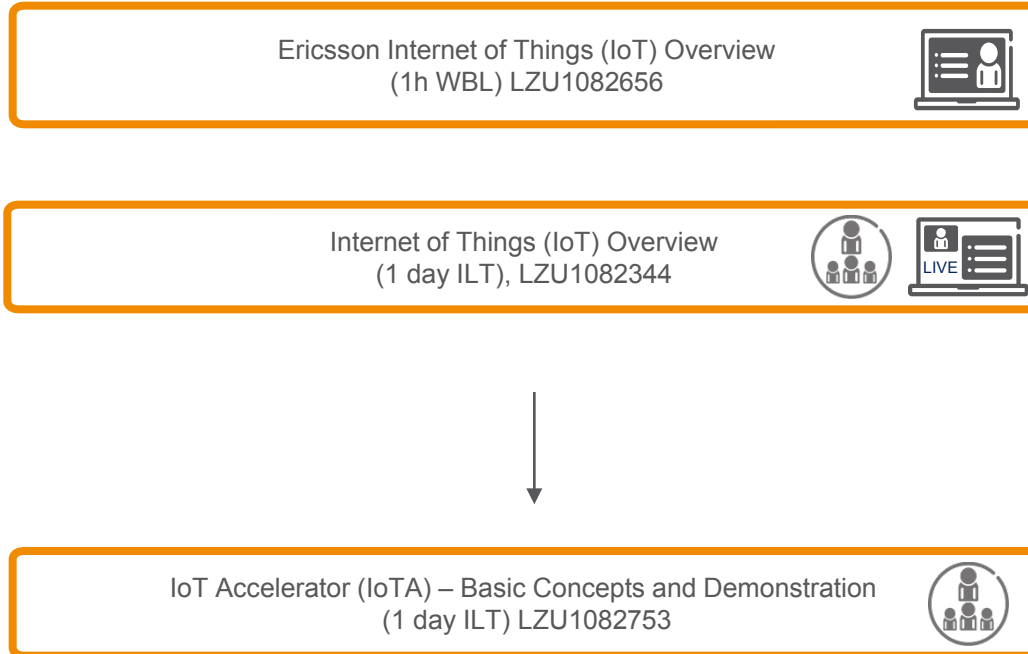 Ericsson Internet of Things (IoT) Overview
(1h WBL) LZU1082656
Internet of Things (IoT) Overview
(1 day ILT), LZU1082344
LIVE
IoT Accelerator (IoTA) – Basic Concepts and Demonstration
(1 day ILT) LZU1082753